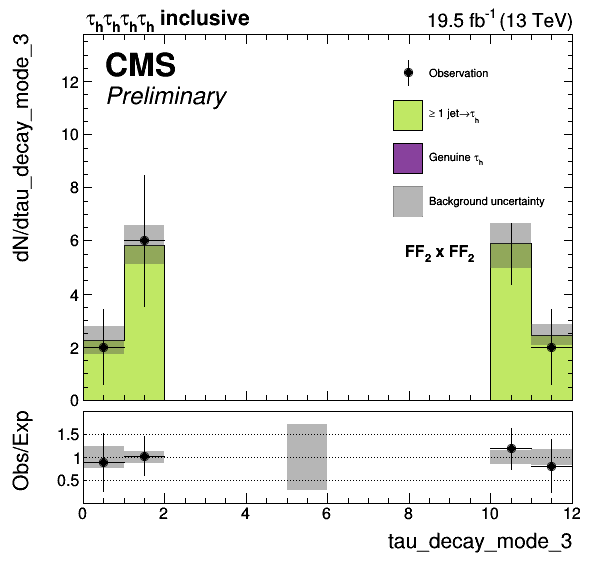 τhτhτhτh inclusive
19.5 fb-1 (13 TeV)
dN/dtau_decay_mode_3
CMS
Preliminary
Observation
≥ 1 jet→τh
Genuine τh
Background uncertainty
FF2 x FF2
12
10
8
6
4
2
0
Obs/Exp
1.5
1
0.5
0 2 4 6 8 10 12
tau_decay_mode_3